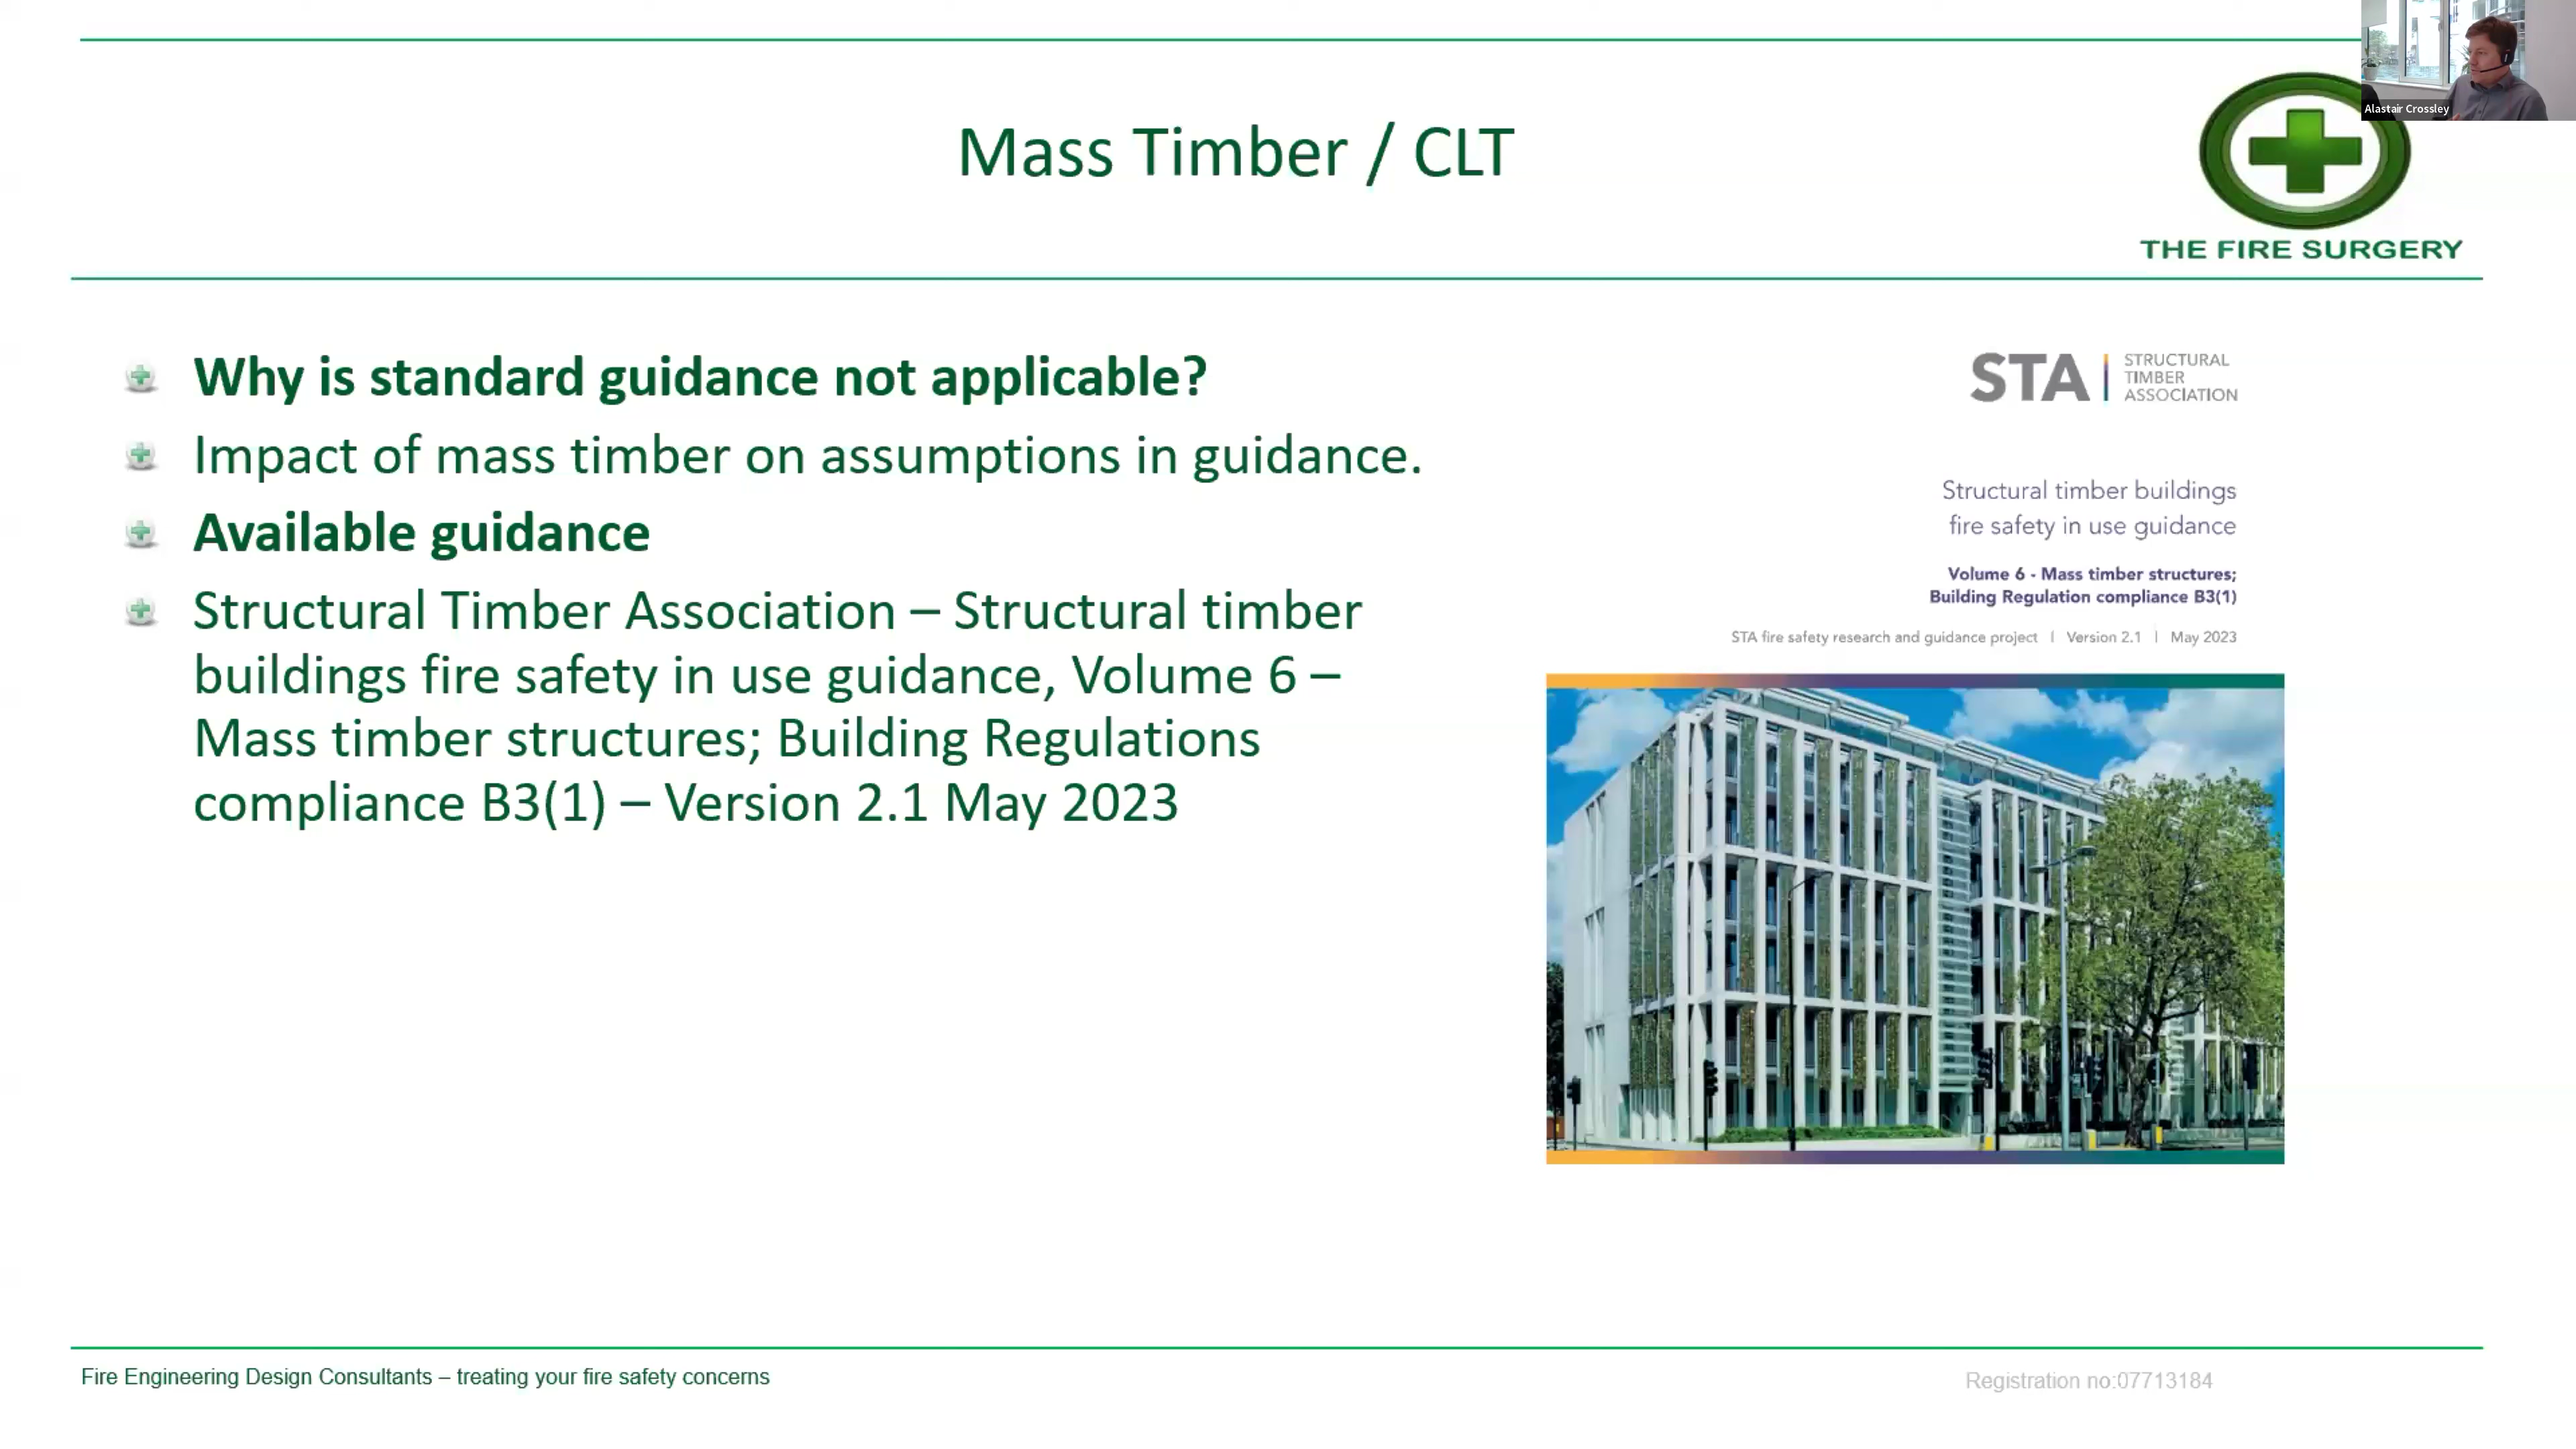 Alastair Crossley
Mass Timber / CLT
THE FIRE SURGERY
Why is standard guidance not applicable?
Impact of mass timber on assumptions in guidance.
Available guidance
Structural Timber Association – Structural timber
buildings fire safety in use guidance, Volume 6 –
Mass timber structures; Building Regulations
compliance B3(1) – Version 2.1 May 2023
STA | STRUCTURAL
TIMBER
ASSOCIATION
Structural timber buildings
fire safety in use guidance
Volume 6 - Mass timber structures;
Building Regulation compliance B3(1)
STA fire safety research and guidance project | Version 2.1 | May 2023
Fire Engineering Design Consultants – treating your fire safety concerns
Registration no:07713184